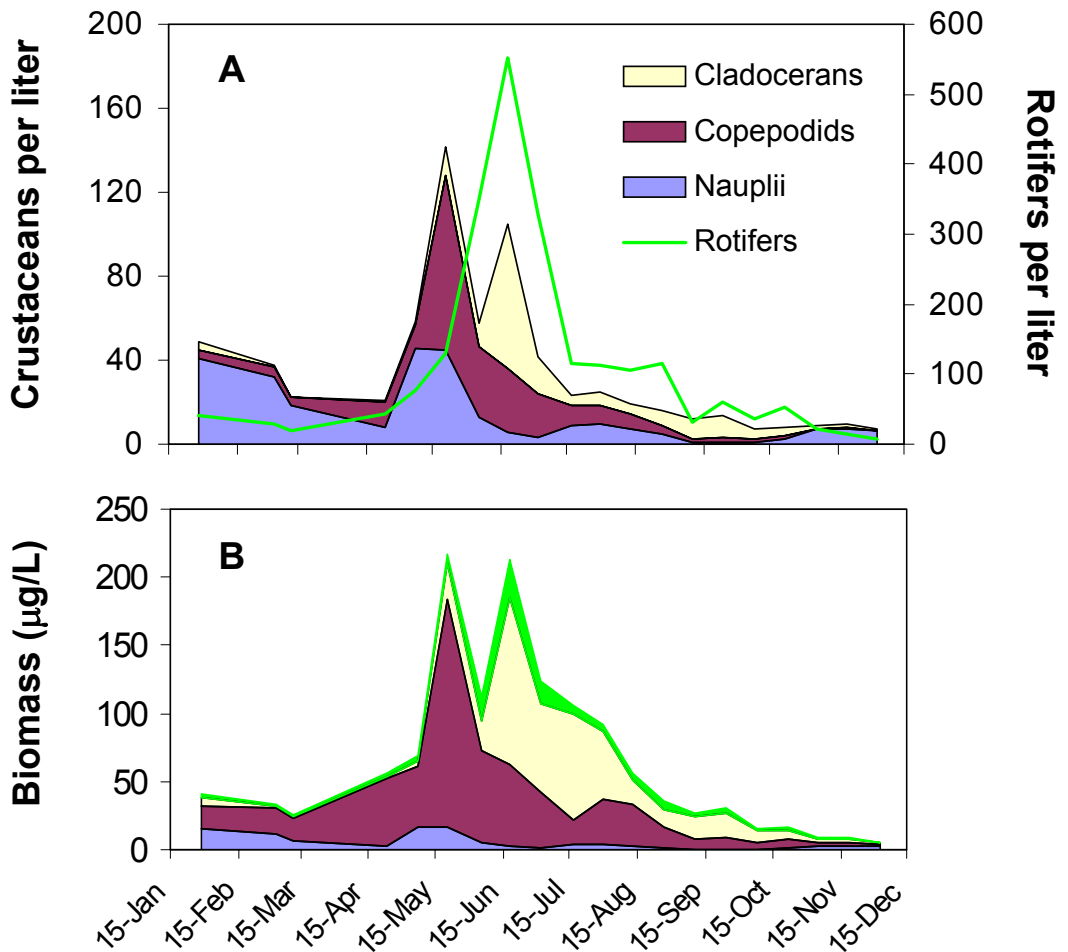 200
160
120
80
40
0
Crustaceans per liter
A
Cladocerans
Copepodids
Nauplii
Rotifers
600
500
400
300
200
100
0
Rotifers per liter
250
200
150
100
50
0
Biomass (µg/L)
B
15-Jan
15-Feb
15-Mar
15-Apr
15-May
15-Jun
15-Jul
15-Aug
15-Sep
15-Oct
15-Nov
15-Dec